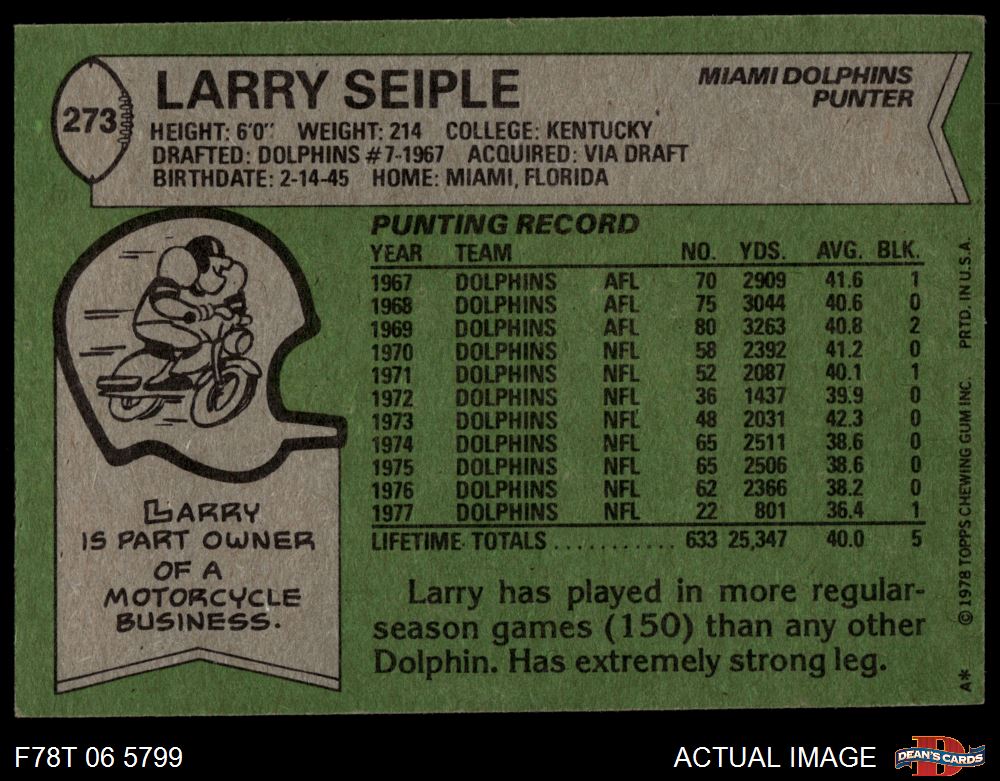 273
LARRY SEIPLE
MIAMI DOLPHINS
PUNTER
HEIGHT: 6'0" WEIGHT: 214 COLLEGE: KENTUCKY
DRAFTED: DOLPHINS #7-1967 ACQUIRED: VIA DRAFT
BIRTHDATE: 2-14-45 HOME: MIAMI, FLORIDA
PUNTING RECORD
YEAR TEAM NO. YDS. AVG. BLK.
1967 DOLPHINS AFL 70 2909 41.6 1
1968 DOLPHINS AFL 75 3044 40.6 0
1969 DOLPHINS AFL 80 3263 40.8 2
1970 DOLPHINS NFL 58 2392 41.2 0
1971 DOLPHINS NFL 52 2087 40.1 1
1972 DOLPHINS NFL 36 1437 39.9 0
1973 DOLPHINS NFL 48 2031 42.3 0
1974 DOLPHINS NFL 65 2511 38.6 0
1975 DOLPHINS NFL 65 2506 38.6 0
1976 DOLPHINS NFL 62 2366 38.2 0
1977 DOLPHINS NFL 22 801 36.4 1
LIFETIME TOTALS ........... 633 25,347 40.0 5
LARRY
IS PART OWNER
OF A
MOTORCYCLE
BUSINESS.
Larry has played in more regular-
season games (150) than any other
Dolphin. Has extremely strong leg.
A* © 1978 TOPPS CHEWING GUM INC. PRTD. IN U.S.A.
F78T 06 5799
ACTUAL IMAGE
D
DEAN'S CARDS